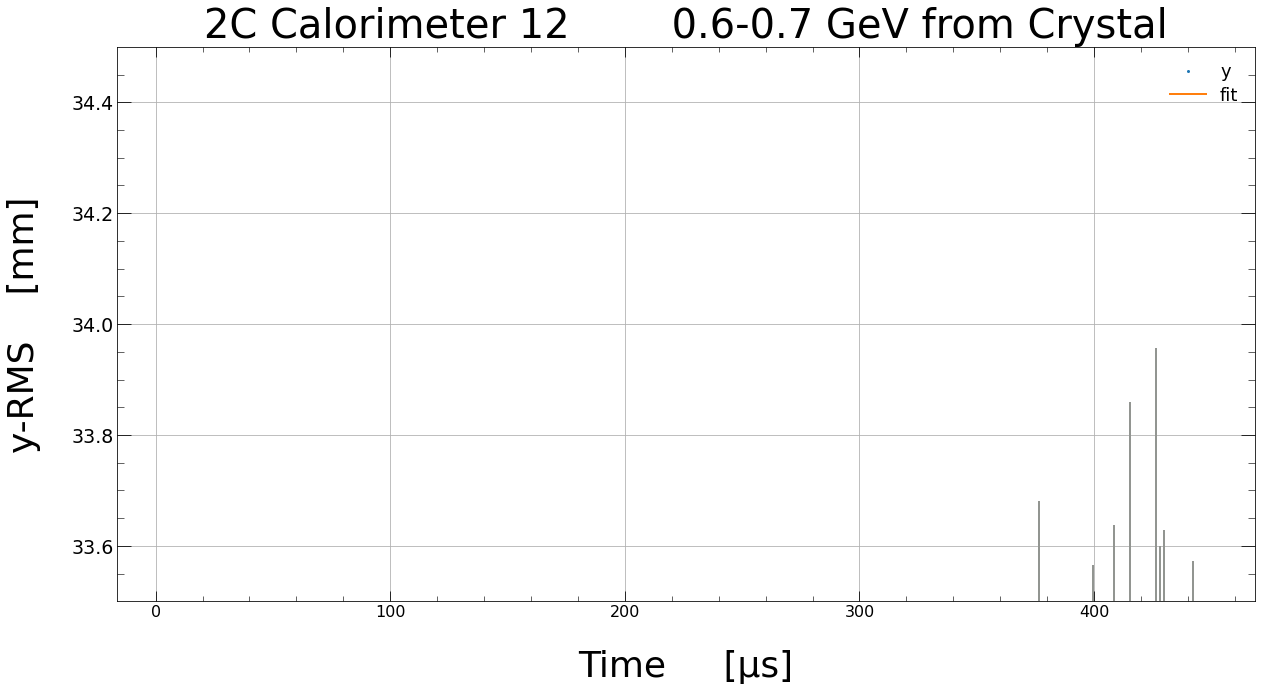 2C Calorimeter 12 0.6-0.7 GeV from Crystal
y
fit
34.4
34.2
34.0
33.8
33.6
y-RMS [mm]
0 100 200 300 400
Time [µs]